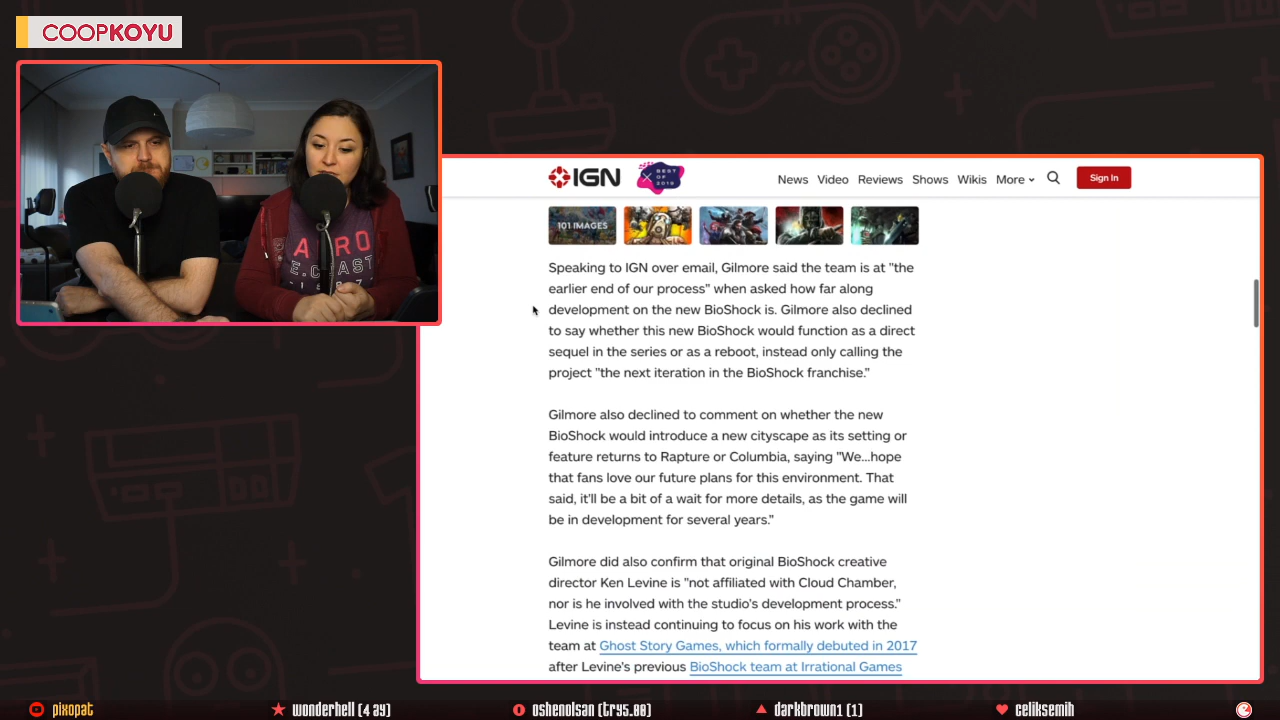 COOPKOYU
A RO
E.COAST
IGN
BEST OF 2019
News Video Reviews Shows Wikis More
Sign In
101 IMAGES
Speaking to IGN over email, Gilmore said the team is at "the
earlier end of our process" when asked how far along
development on the new BioShock is. Gilmore also declined
to say whether this new BioShock would function as a direct
sequel in the series or as a reboot, instead only calling the
project "the next iteration in the BioShock franchise."
Gilmore also declined to comment on whether the new
BioShock would introduce a new cityscape as its setting or
feature returns to Rapture or Columbia, saying "We...hope
that fans love our future plans for this environment. That
said, it'll be a bit of a wait for more details, as the game will
be in development for several years."
Gilmore did also confirm that original BioShock creative
director Ken Levine is "not affiliated with Cloud Chamber,
nor is he involved with the studio's development process."
Levine is instead continuing to focus on his work with the
team at Ghost Story Games, which formally debuted in 2017
after Levine's previous BioShock team at Irrational Games
pixopat
wonderhell (4 ay)
oshenolsan (try5.00)
darkbrown1 (1)
celiksemih